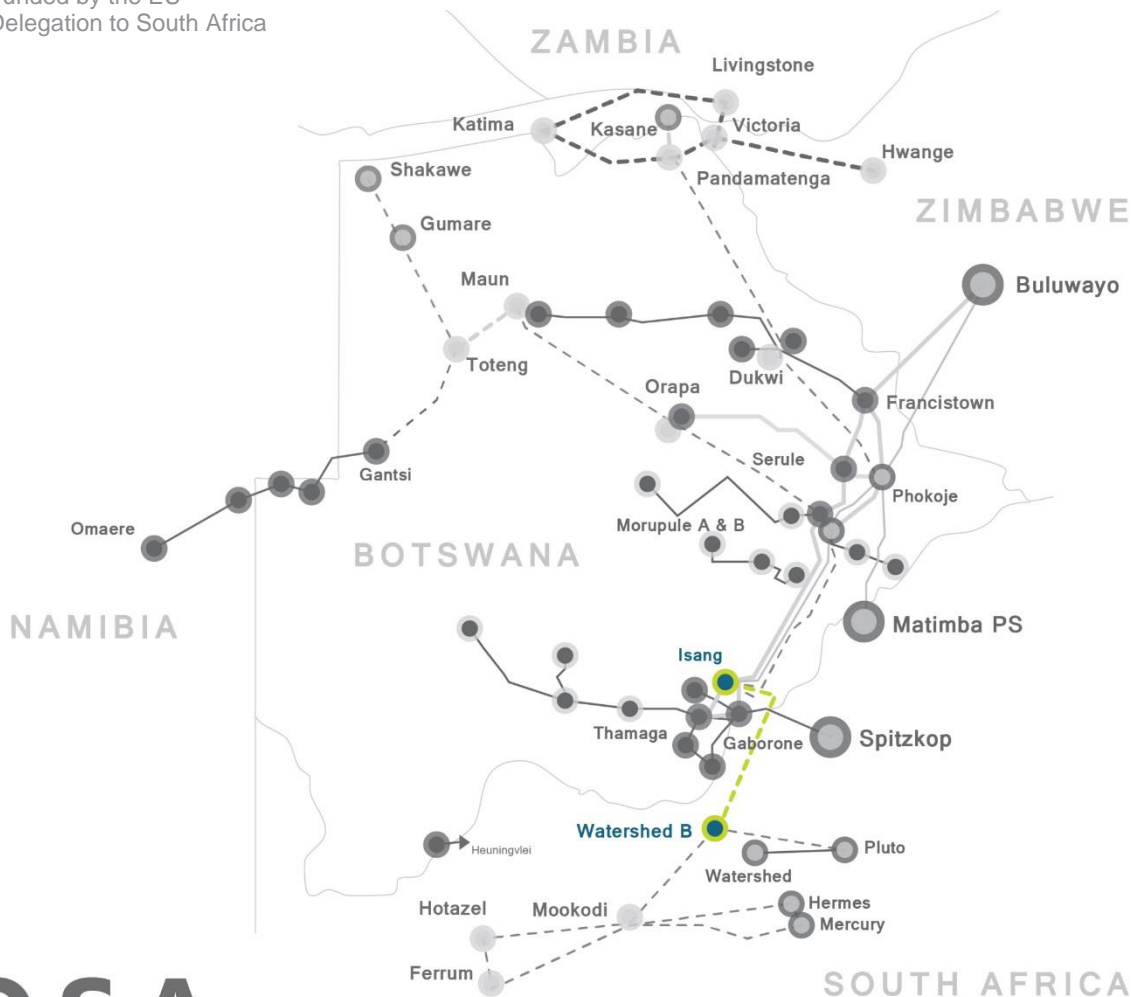 Delegation to South Africa
ZAMBIA
Livingstone
Katima
Kasane
Victoria
Hwange
Shakawe
Pandamatenga
ZIMBABWE
Gumare
Maun
Buluwayo
Toteng
Dukwi
Orapa
Francistown
Serule
Gantsi
Phokoje
Omaere
Morupule A & B
BOTSWANA
NAMIBIA
Matimba PS
Isang
Thamaga
Gaborone
Spitzkop
Watershed B
Heuningvlei
Pluto
Watershed
Hotazel
Mookodi
Hermes
Mercury
Ferrum
SOUTH AFRICA